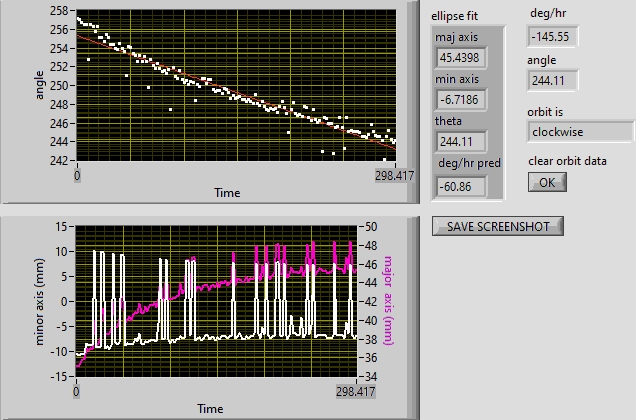 258
256
254
252
250
248
246
244
242
angle
0
298.417
Time
ellipse fit
maj axis
45.4398
min axis
-6.7186
theta
244.11
deg/hr pred
-60.86
deg/hr
-145.55
angle
244.11
orbit is
clockwise
clear orbit data
OK
SAVE SCREENSHOT
15
10
5
0
-5
-10
-15
minor axis (mm)
50
48
46
44
42
40
38
36
34
major axis (mm)
0
298.417
Time